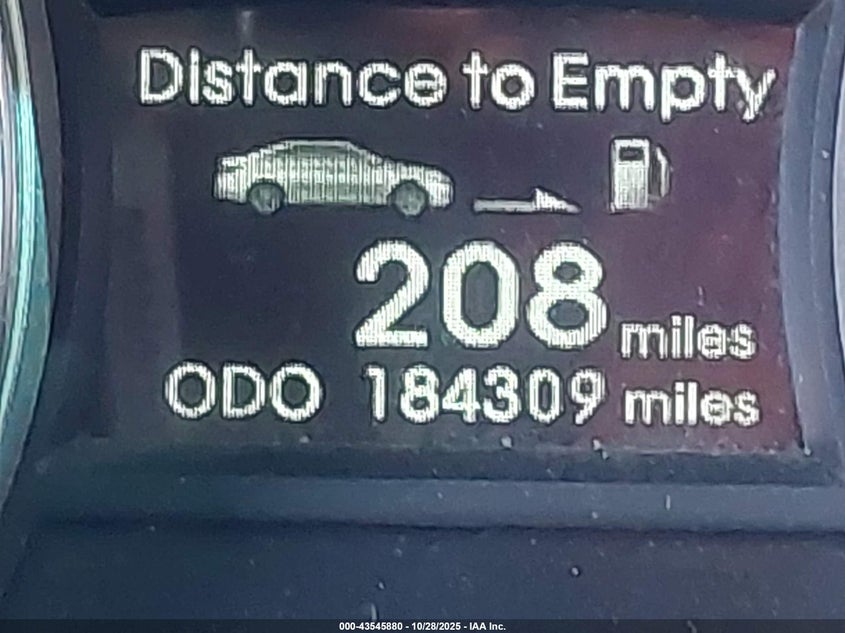 Distance to Empty
208 miles
ODO 184309 miles
000-43545880 - 10/28/2025 - IAA Inc.